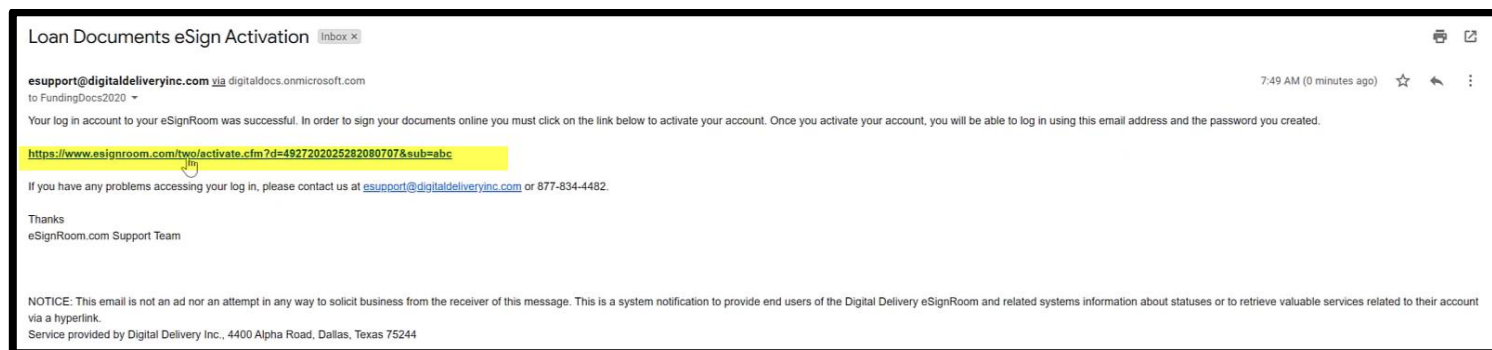 Loan Documents eSign Activation Inbox ×
esupport@digitaldeliveryinc.com via digitaldocs.onmicrosoft.com 7:49 AM (0 minutes ago)
to FundingDocs2020
Your log in account to your eSignRoom was successful. In order to sign your documents online you must click on the link below to activate your account. Once you activate your account, you will be able to log in using this email address and the password you created.
https://www.esignroom.com/two/activate.cfm?d=4927202025282080707&sub=abc
If you have any problems accessing your log in, please contact us at esupport@digitaldeliveryinc.com or 877-834-4482.
Thanks
eSignRoom.com Support Team
NOTICE: This email is not an ad nor an attempt in any way to solicit business from the receiver of this message. This is a system notification to provide end users of the Digital Delivery eSignRoom and related systems information about statuses or to retrieve valuable services related to their account
via a hyperlink.
Service provided by Digital Delivery Inc., 4400 Alpha Road, Dallas, Texas 75244